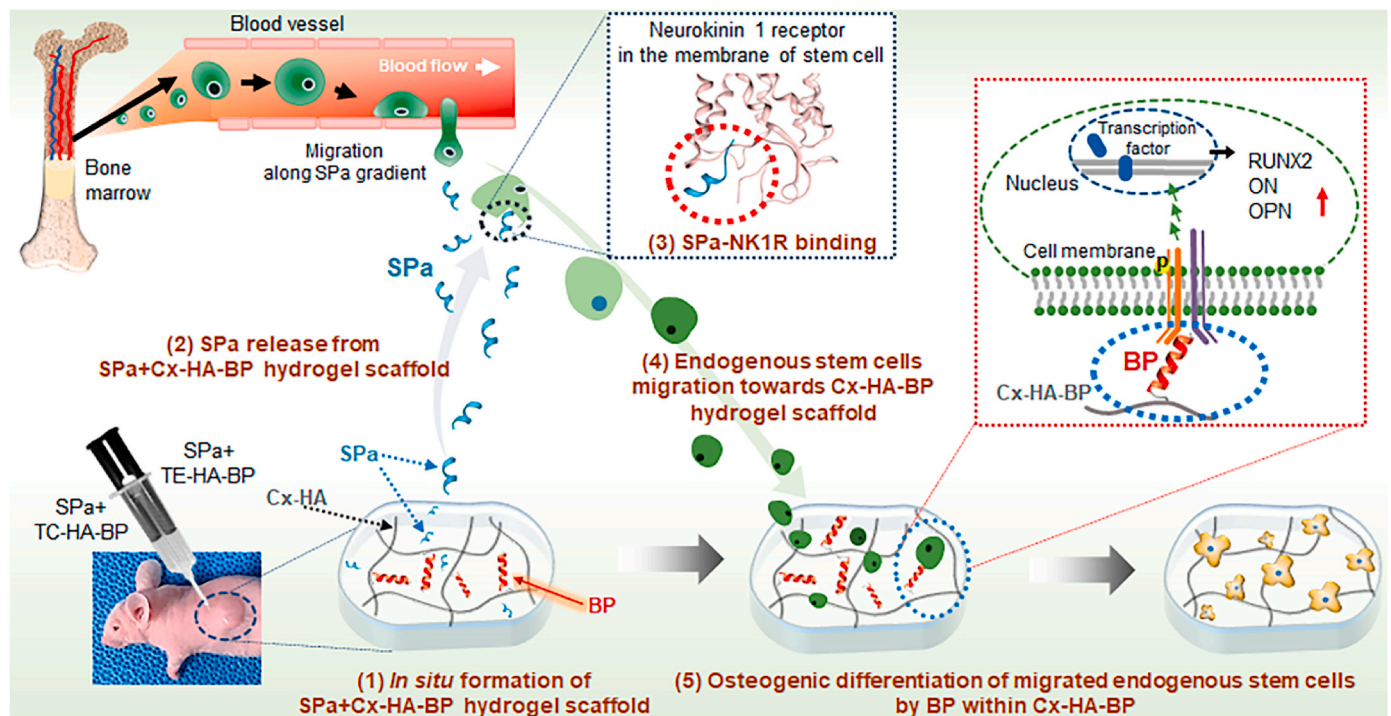 Blood vessel
Blood flow
Bone
marrow
Migration
along SPa gradient
SPa
Neurokinin 1 receptor
in the membrane of stem cell
(3) SPa-NK1R binding
Transcription
factor
Nucleus
RUNX2
ON
OPN
Cell membrane
p
BP
Cx-HA-BP
(2) SPa release from
SPa+Cx-HA-BP hydrogel scaffold
(4) Endogenous stem cells
migration towards Cx-HA-BP
hydrogel scaffold
SPa+
TE-HA-BP
SPa+
TC-HA-BP
SPa
Cx-HA
BP
(1) In situ formation of
SPa+Cx-HA-BP hydrogel scaffold
(5) Osteogenic differentiation of migrated endogenous stem cells
by BP within Cx-HA-BP